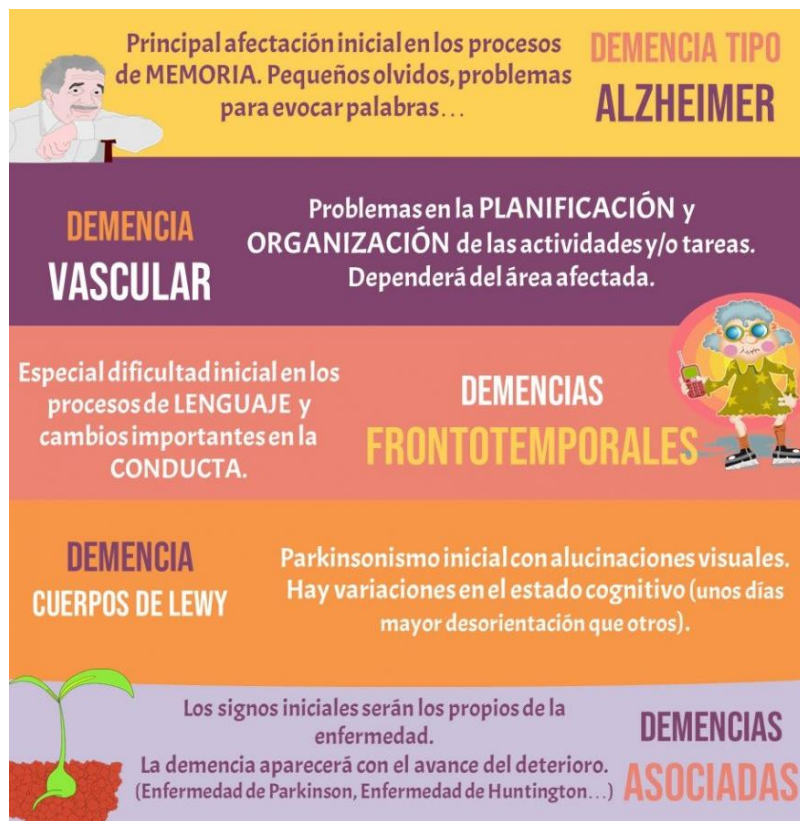 Principal afectación inicial en los procesos
de MEMORIA. Pequeños olvidos, problemas
para evocar palabras...
DEMENCIA TIPO
ALZHEIMER
DEMENCIA
VASCULAR
Problemas en la PLANIFICACIÓN y
ORGANIZACIÓN de las actividades y/o tareas.
Dependerá del área afectada.
Especial dificultad inicial en los
procesos de LENGUAJE y
cambios importantes en la
CONDUCTA.
DEMENCIAS
FRONTOTEMPORALES
DEMENCIA
CUERPOS DE LEWY
Parkinsonismo inicial con alucinaciones visuales.
Hay variaciones en el estado cognitivo (unos días
mayor desorientación que otros).
Los signos iniciales serán los propios de la
enfermedad.
La demencia aparecerá con el avance del deterioro.
(Enfermedad de Parkinson, Enfermedad de Huntington...)
DEMENCIAS
ASOCIADAS